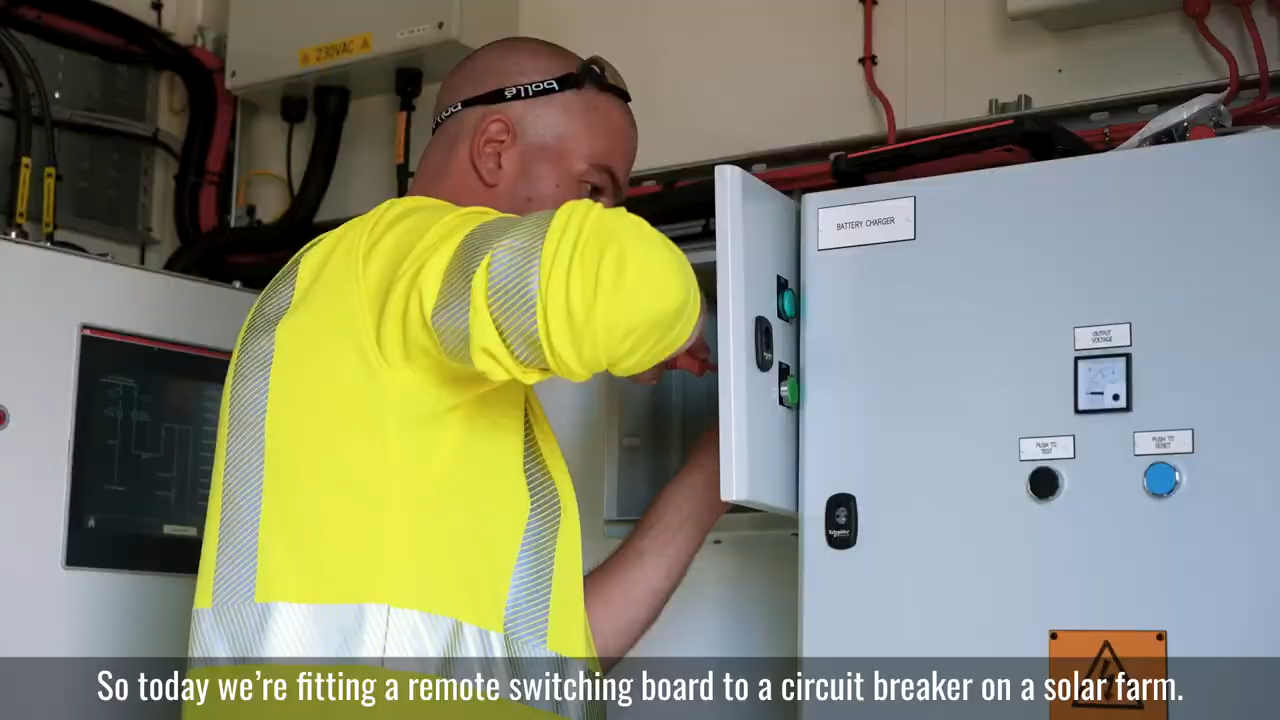 230VAC
bollé
BATTERY CHARGER
OUTPUT
VOLTAGE
PUSH TO
TEST
PUSH TO
RESET
Schneider
So today we’re fitting a remote switching board to a circuit breaker on a solar farm.